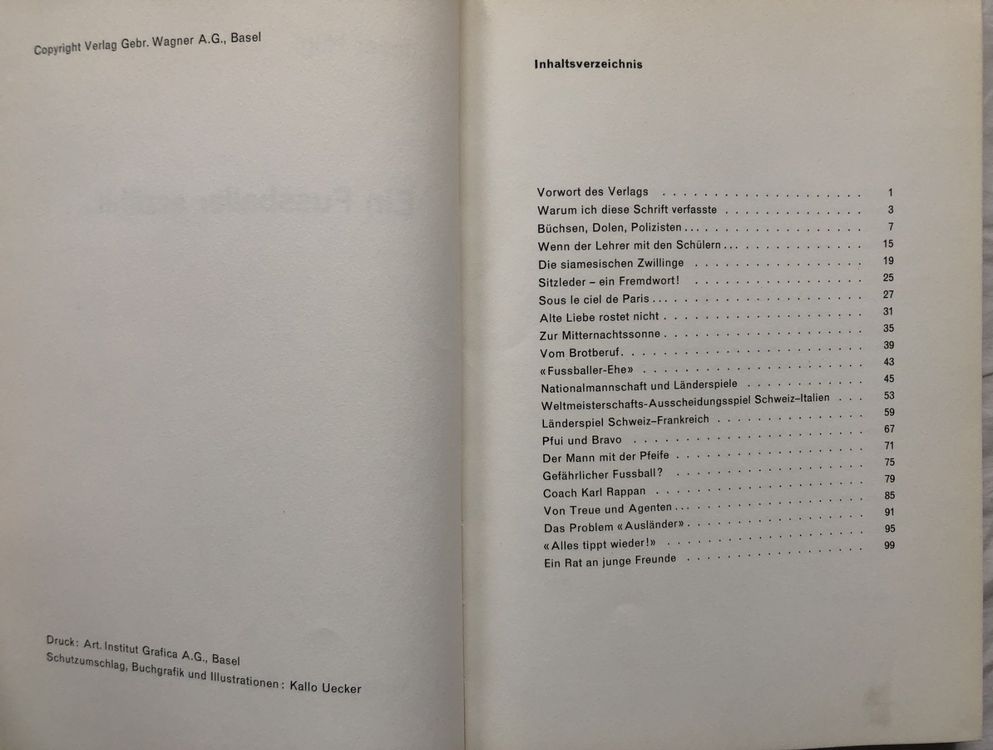 Copyright Verlag Gebr. Wagner A.G., Basel
Druck: Art. Institut Grafica A.G., Basel
Schutzumschlag, Buchgrafik und Illustrationen: Kallo Uecker
Inhaltsverzeichnis
Vorwort des Verlags . . . . . . . . . . . . . . . . . . 1
Warum ich diese Schrift verfasste . . . . . . . . . . . . . 3
Büchsen, Dolen, Polizisten . . . . . . . . . . . . . . . . . 7
Wenn der Lehrer mit den Schülern . . . . . . . . . . . . . . 15
Die siamesischen Zwillinge . . . . . . . . . . . . . . . 19
Sitzleder – ein Fremdwort! . . . . . . . . . . . . . . . 25
Sous le ciel de Paris . . . . . . . . . . . . . . . . . . . 27
Alte Liebe rostet nicht . . . . . . . . . . . . . . . . . . 31
Zur Mitternachtssonne . . . . . . . . . . . . . . . . . . 35
Vom Brotberuf . . . . . . . . . . . . . . . . . . . . . . 39
«Fussballer-Ehe» . . . . . . . . . . . . . . . . . . . . 43
Nationalmannschaft und Länderspiele . . . . . . . . . . . 45
Weltmeisterschafts-Ausscheidungsspiel Schweiz–Italien . . . 53
Länderspiel Schweiz–Frankreich . . . . . . . . . . . . . 59
Pfui und Bravo . . . . . . . . . . . . . . . . . . . . . 67
Der Mann mit der Pfeife . . . . . . . . . . . . . . . . . 71
Gefährlicher Fussball? . . . . . . . . . . . . . . . . . 75
Coach Karl Rappan . . . . . . . . . . . . . . . . . . . 79
Von Treue und Agenten . . . . . . . . . . . . . . . . . . 85
Das Problem «Ausländer» . . . . . . . . . . . . . . . . 91
«Alles tippt wieder!» . . . . . . . . . . . . . . . . . . 95
Ein Rat an junge Freunde . . . . . . . . . . . . . . . . 99